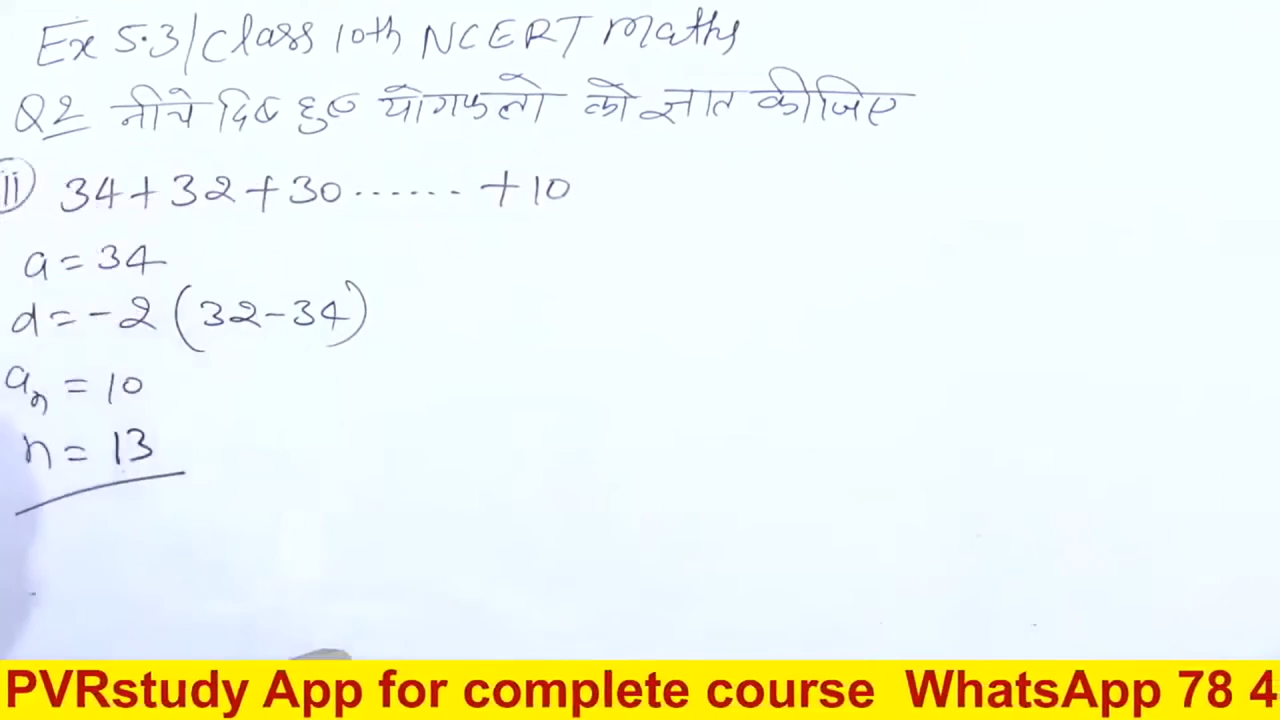 Ex 5.3/Class 10th NCERT Maths
Q2 नीचे दिए हुए योगफलो को ज्ञात कीजिए
ii) 34+32+30......+10
a=34
d=-2 (32-34)
aₙ=10
n=13
PVRstudy App for complete course WhatsApp 78 4